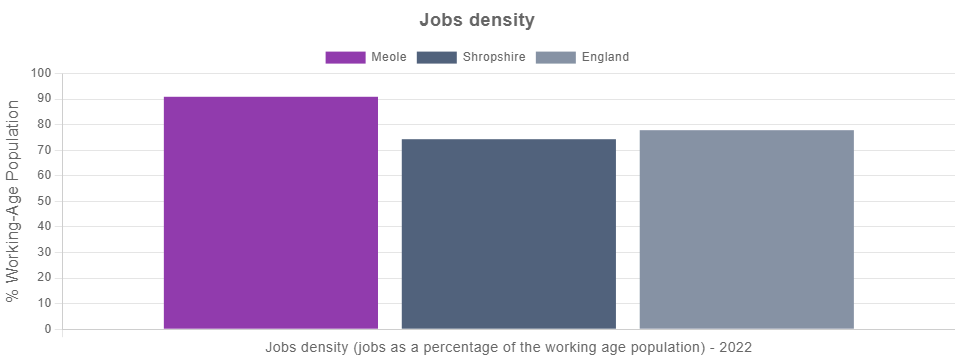 Jobs density
Meole Shropshire England
% Working-Age Population
100
90
80
70
60
50
40
30
20
10
0
Jobs density (jobs as a percentage of the working age population) - 2022